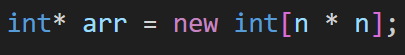 int* arr = new int[n * n];